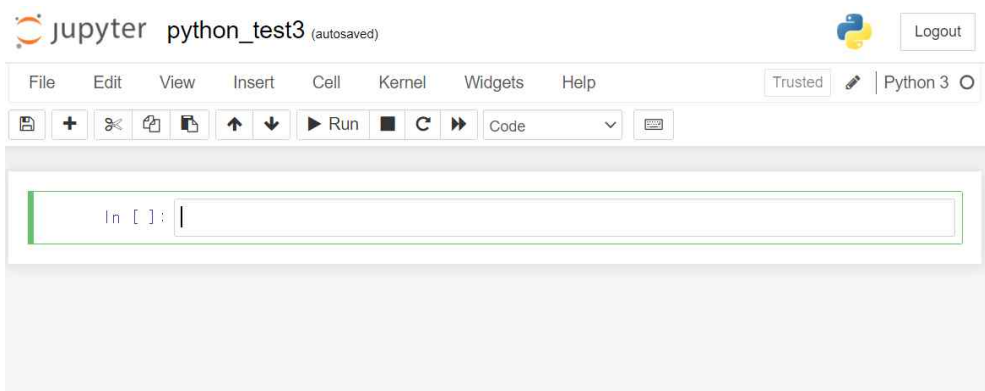 jupyter python_test3 (autosaved) Logout
File Edit View Insert Cell Kernel Widgets Help Trusted Python 3
Run Code
In [ ]: